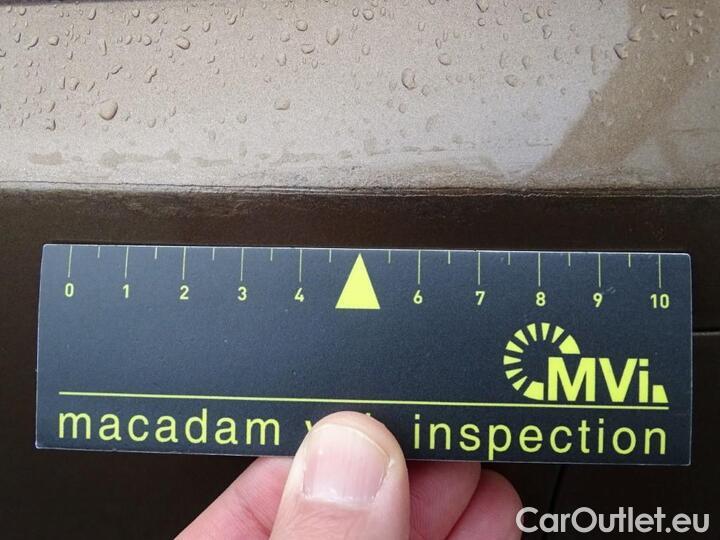 0 1 2 3 4 6 7 8 9 10
MVi
macadam inspection
CarOutlet.eu